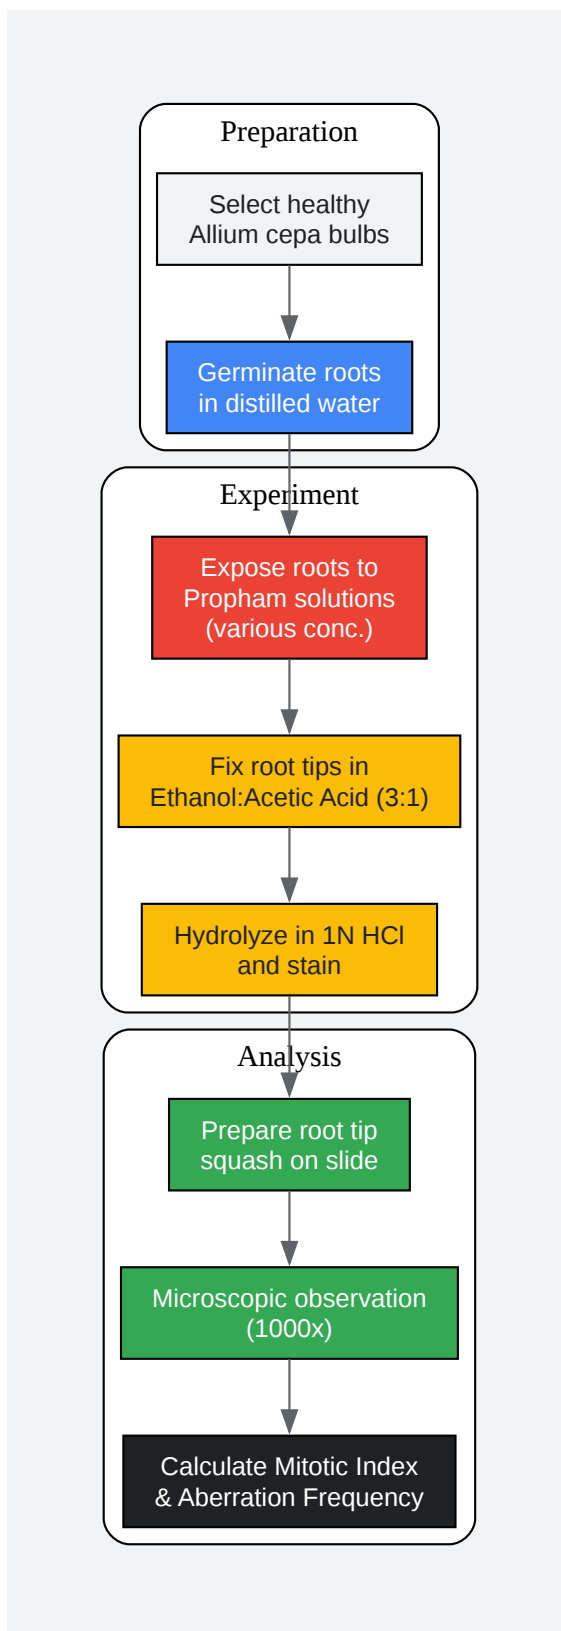 Preparation
Select healthy
Allium cepa bulbs
Germinate roots
in distilled water
Experiment
Expose roots to
Propham solutions
(various conc.)
Fix root tips in
Ethanol:Acetic Acid (3:1)
Hydrolyze in 1N HCl
and stain
Analysis
Prepare root tip
squash on slide
Microscopic observation
(1000x)
Calculate Mitotic Index
& Aberration Frequency